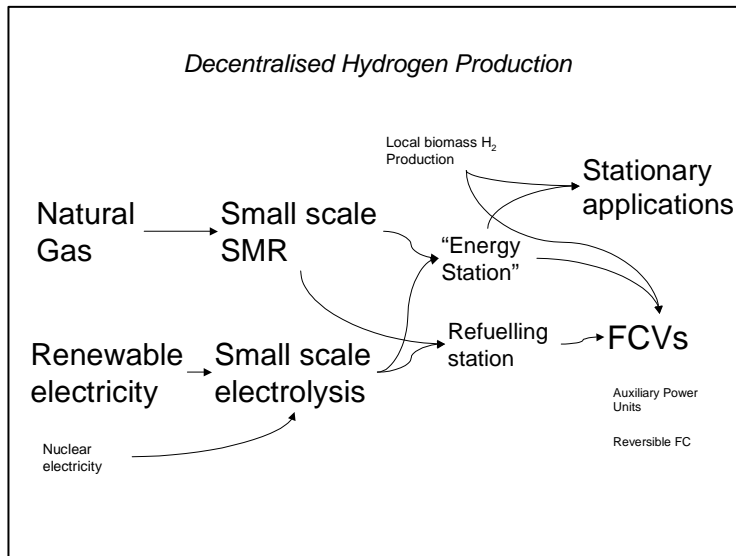 Decentralised Hydrogen Production
Local biomass H₂
Production
Stationary
applications
Natural
Gas
Small scale
SMR
“Energy
Station”
Renewable
electricity
Small scale
electrolysis
Refuelling
station
FCVs
Auxiliary Power
Units
Nuclear
electricity
Reversible FC